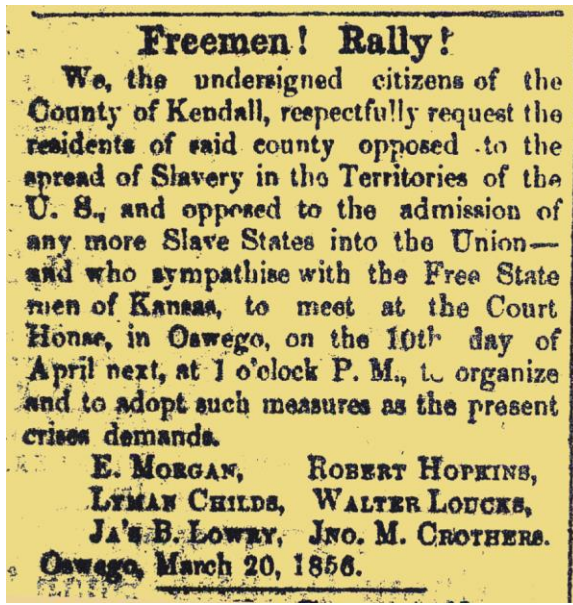 Freemen! Rally!
We, the undersigned citizens of the
County of Kendall, respectfully request the
residents of said county opposed to the
spread of Slavery in the Territories of the
U. S., and opposed to the admission of
any more Slave States into the Union—
and who sympathise with the Free State
men of Kansas, to meet at the Court
House, in Oswego, on the 10th day of
April next, at 1 o'clock P. M., to organize
and to adopt such measures as the present
crises demands.
E. MORGAN, ROBERT HOPKINS,
LYMAN CHILDS, WALTER LOUCKS,
JA'S B. LOWRY, JNO. M. CROTHERS.
Oswego, March 20, 1856.